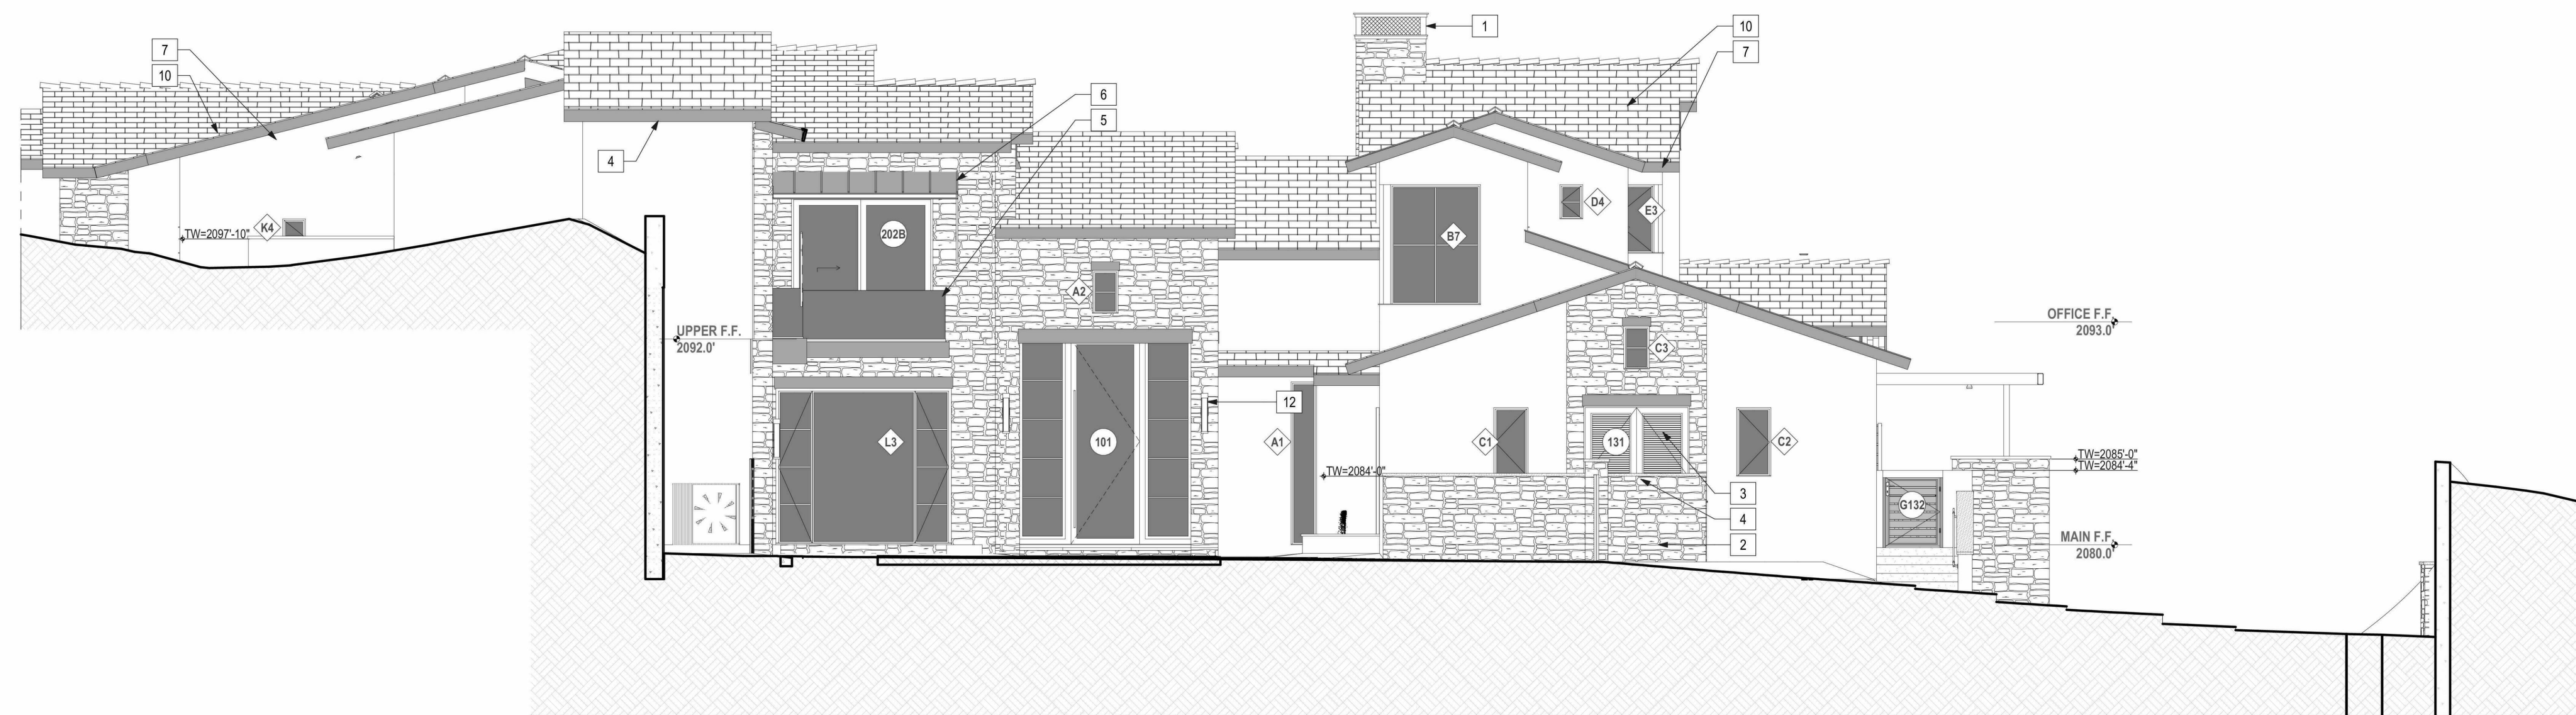 1
10
7
7
10
6
5
4
D4
E3
K4
TW=2097'-10"
202B
B7
A2
UPPER F.F.
2092.0'
OFFICE F.F.
2093.0'
C3
12
L3
101
A1
C1
131
C2
TW=2084'-0"
TW=2085'-0"
TW=2084'-4"
3
4
G132
2
MAIN F.F.
2080.0'